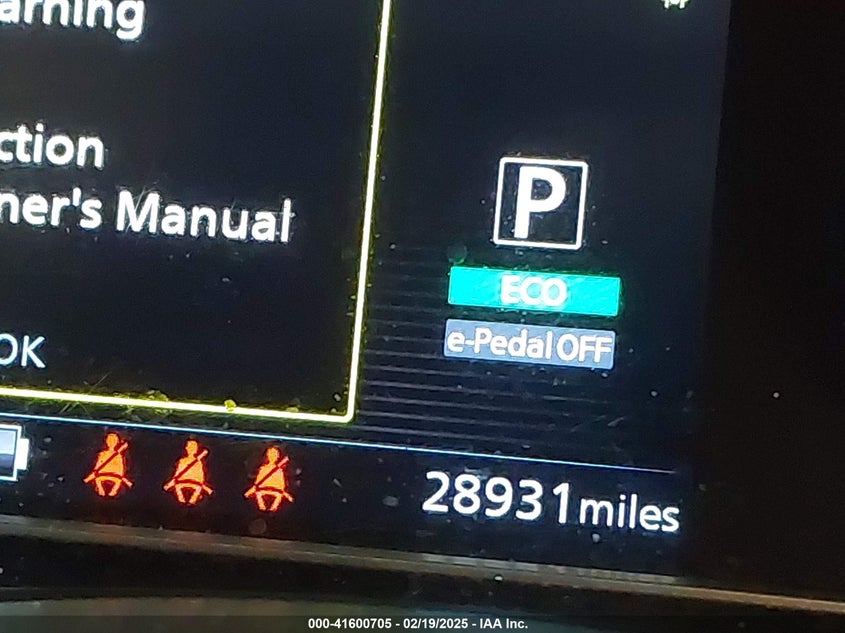 arning
ction
ner's Manual
OK
P
ECO
e-Pedal OFF
28931 miles
000-41600705 - 02/19/2025 - IAA Inc.